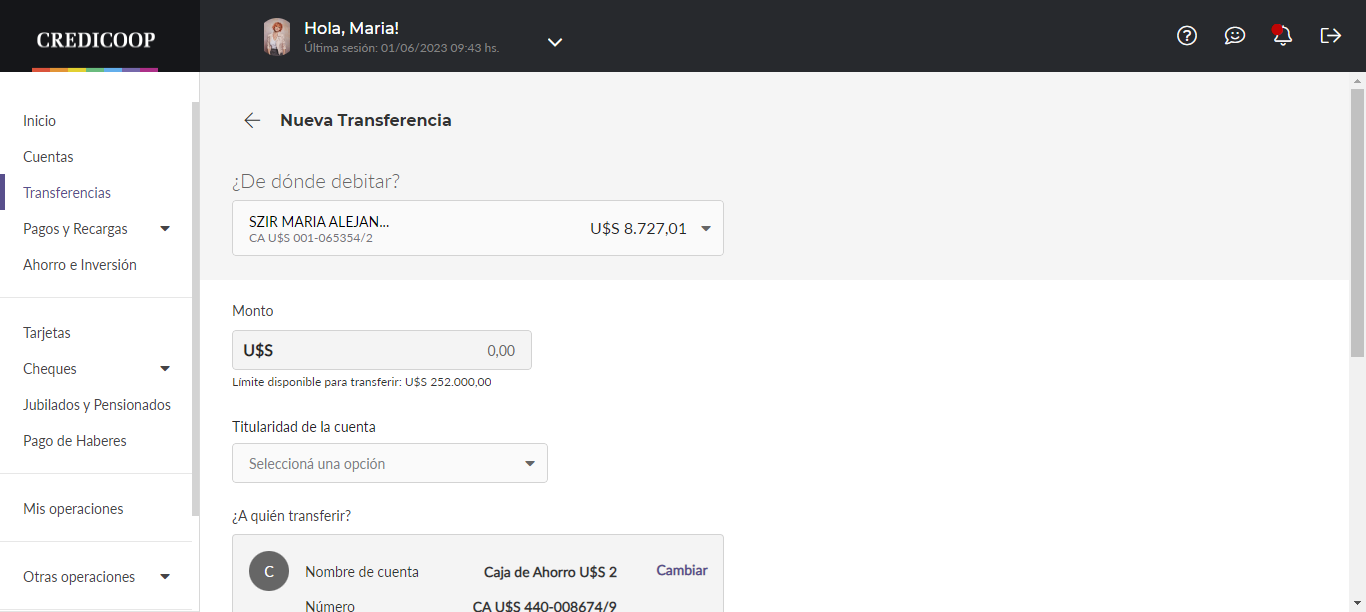 CREDICOOP
Hola, Maria!
Última sesión: 01/06/2023 09:43 hs.
Inicio
Cuentas
Transferencias
Pagos y Recargas
Ahorro e Inversión
Tarjetas
Cheques
Jubilados y Pensionados
Pago de Haberes
Mis operaciones
Otras operaciones
Nueva Transferencia
¿De dónde debitar?
SZIR MARIA ALEJAN...
CA U$S 001-065354/2
U$S 8.727,01
Monto
U$S 0,00
Límite disponible para transferir: U$S 252.000,00
Titularidad de la cuenta
Seleccioná una opción
¿A quién transferir?
C
Nombre de cuenta Caja de Ahorro U$S 2 Cambiar
Número CA U$S 440-008674/9